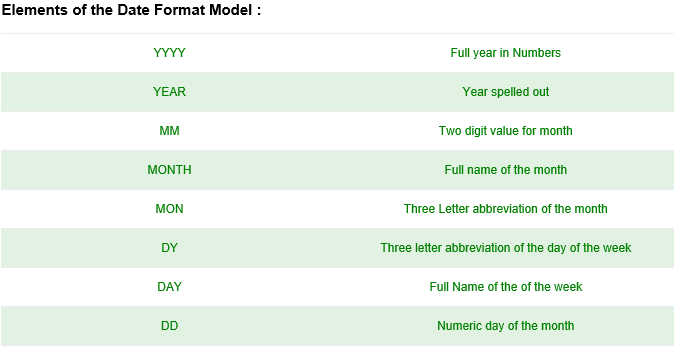 Elements of the Date Format Model :
YYYY Full year in Numbers
YEAR Year spelled out
MM Two digit value for month
MONTH Full name of the month
MON Three Letter abbreviation of the month
DY Three letter abbreviation of the day of the week
DAY Full Name of the of the week
DD Numeric day of the month